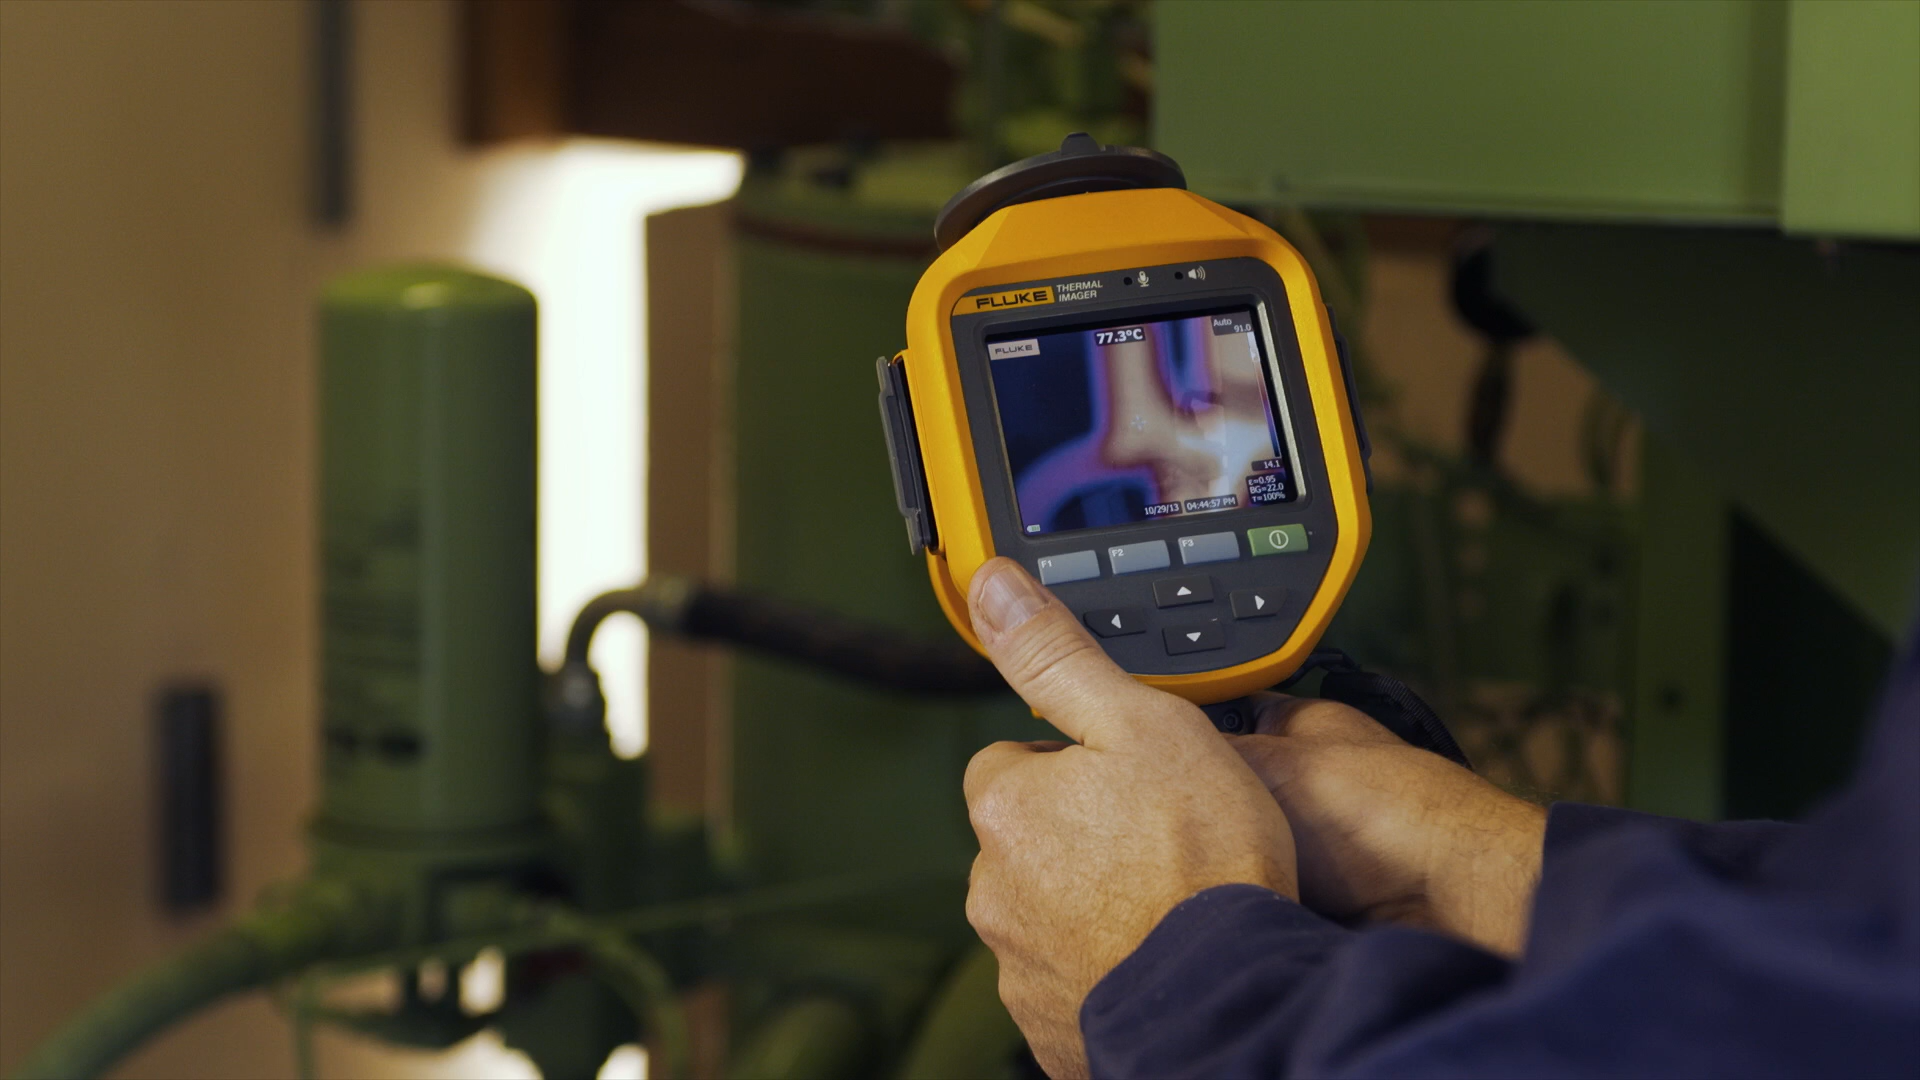 FLUKE
THERMAL
IMAGER
FLUKE
77.3°C
Auto
91.0
14.1
ε=0.95
BG=22.0
τ=100%
10/29/13 04:44:57 PM
F1
F2
F3